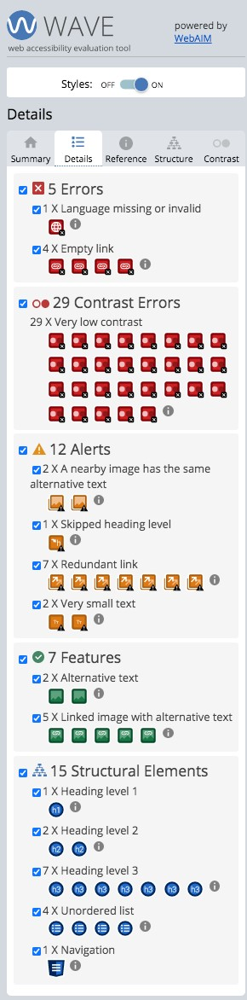 WAVE
web accessibility evaluation tool
powered by
WebAIM
Styles: OFF ON
Details
Summary Details Reference Structure Contrast
5 Errors
1 X Language missing or invalid
4 X Empty link
29 Contrast Errors
29 X Very low contrast
12 Alerts
2 X A nearby image has the same
alternative text
1 X Skipped heading level
7 X Redundant link
2 X Very small text
7 Features
2 X Alternative text
5 X Linked image with alternative text
15 Structural Elements
1 X Heading level 1
h1
2 X Heading level 2
h2 h2
7 X Heading level 3
h3 h3 h3 h3 h3 h3 h3
4 X Unordered list
1 X Navigation